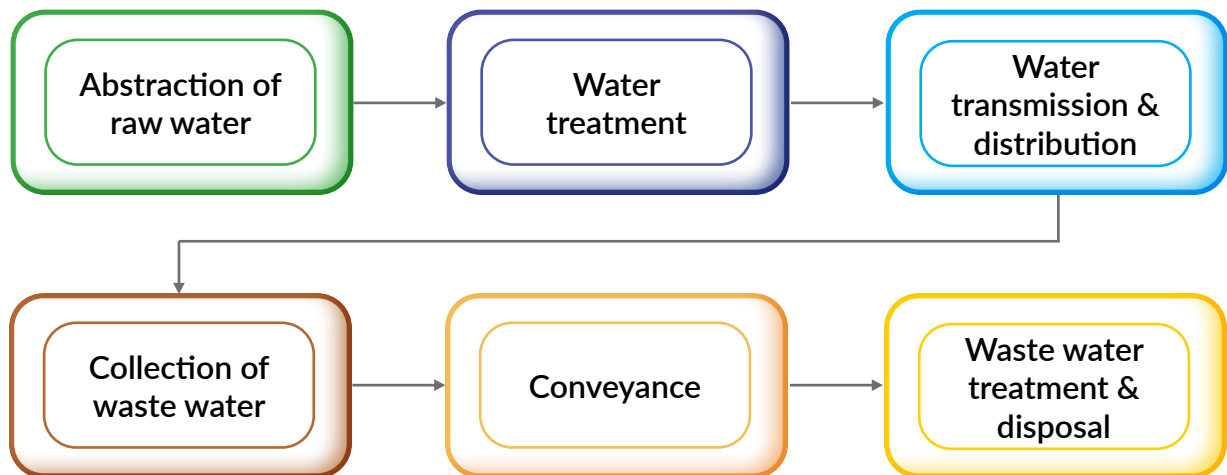 Abstraction of
raw water
Water
treatment
Water
transmission &
distribution
Collection of
waste water
Conveyance
Waste water
treatment &
disposal